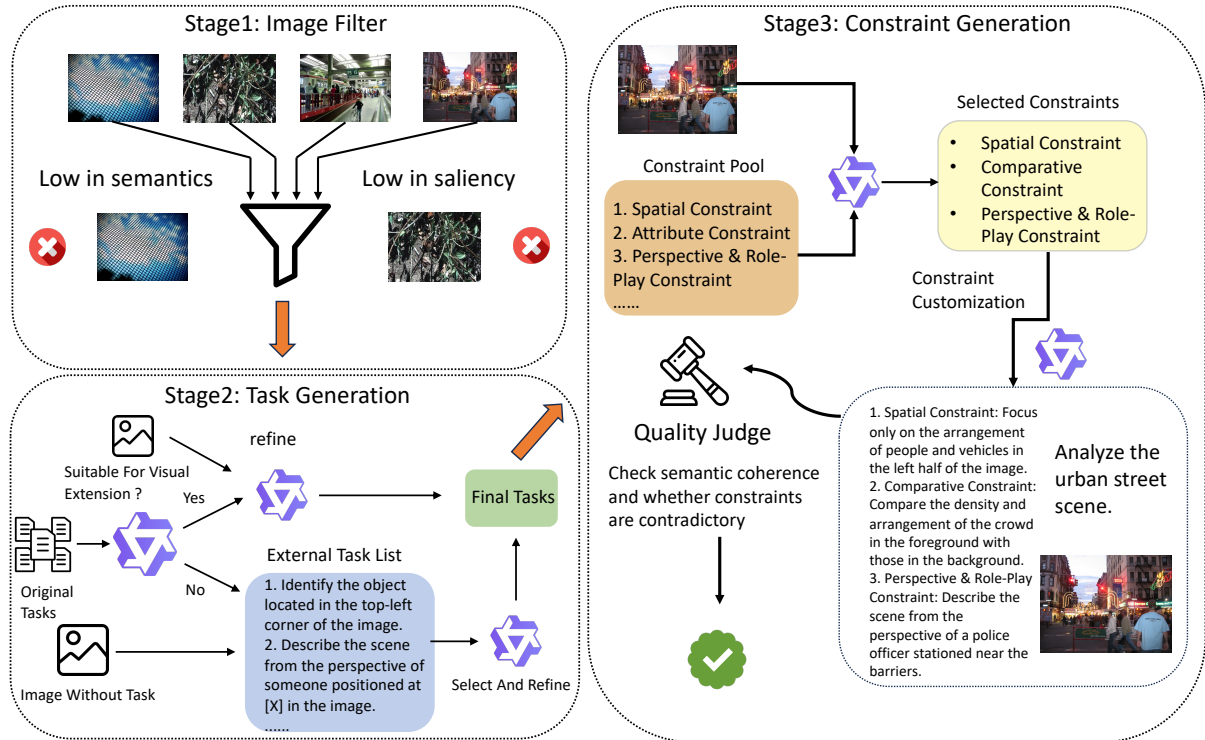 Stage1: Image Filter
Low in semantics
Low in saliency
Stage2: Task Generation
refine
Suitable For Visual
Extension ?
Yes
No
Original
Tasks
Final Tasks
External Task List
1. Identify the object
located in the top-left
corner of the image.
2. Describe the scene
from the perspective of
someone positioned at
[X] in the image.
......
Image Without Task
Select And Refine
Stage3: Constraint Generation
Constraint Pool
1. Spatial Constraint
2. Attribute Constraint
3. Perspective & Role-
Play Constraint
......
Selected Constraints
• Spatial Constraint
• Comparative
Constraint
• Perspective & Role-
Play Constraint
Constraint
Customization
Quality Judge
Check semantic coherence
and whether constraints
are contradictory
1. Spatial Constraint: Focus
only on the arrangement
of people and vehicles in
the left half of the image.
2. Comparative Constraint:
Compare the density and
arrangement of the crowd
in the foreground with
those in the background.
3. Perspective & Role-Play
Constraint: Describe the
scene from the
perspective of a police
officer stationed near the
barriers.
Analyze the
urban street
scene.